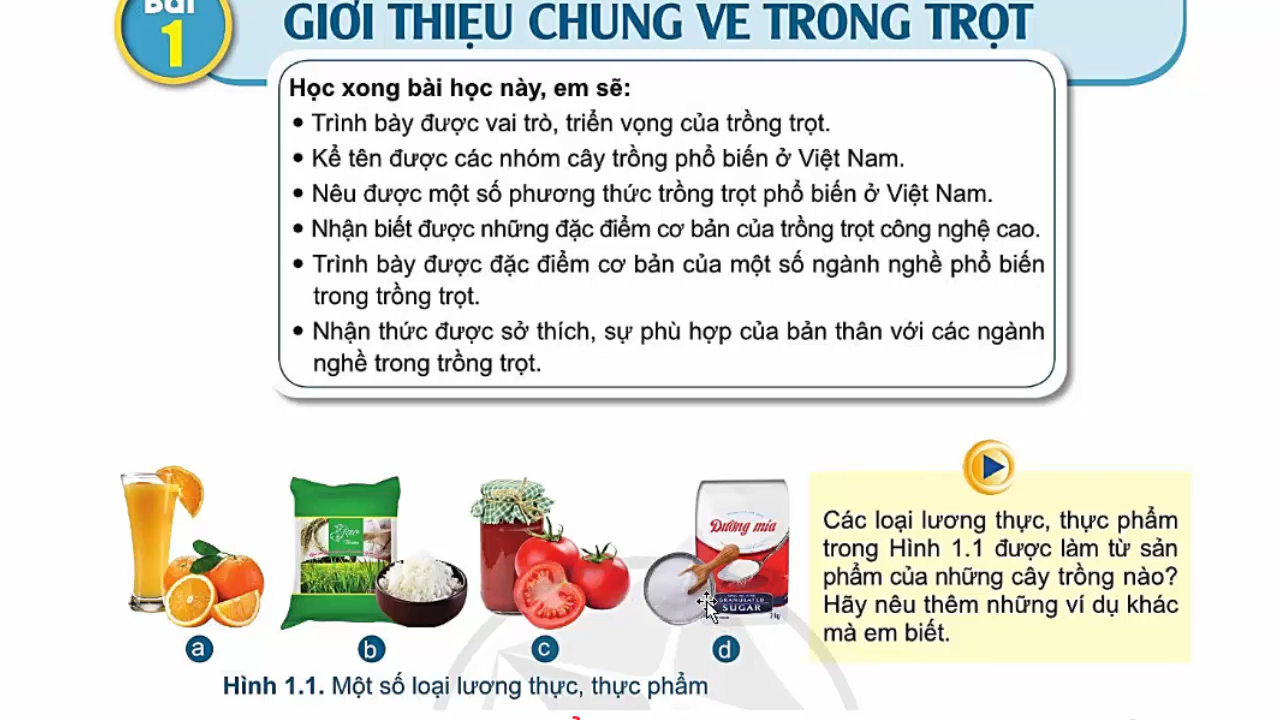 Bài
1
GIỚI THIỆU CHUNG VỀ TRỒNG TRỌT
Học xong bài học này, em sẽ:
• Trình bày được vai trò, triển vọng của trồng trọt.
• Kể tên được các nhóm cây trồng phổ biến ở Việt Nam.
• Nêu được một số phương thức trồng trọt phổ biến ở Việt Nam.
• Nhận biết được những đặc điểm cơ bản của trồng trọt công nghệ cao.
• Trình bày được đặc điểm cơ bản của một số ngành nghề phổ biến
trong trồng trọt.
• Nhận thức được sở thích, sự phù hợp của bản thân với các ngành
nghề trong trồng trọt.
Đường mía
GRANULATED
SUGAR
a
b
c
d
Hình 1.1. Một số loại lương thực, thực phẩm
Các loại lương thực, thực phẩm
trong Hình 1.1 được làm từ sản
phẩm của những cây trồng nào?
Hãy nêu thêm những ví dụ khác
mà em biết.